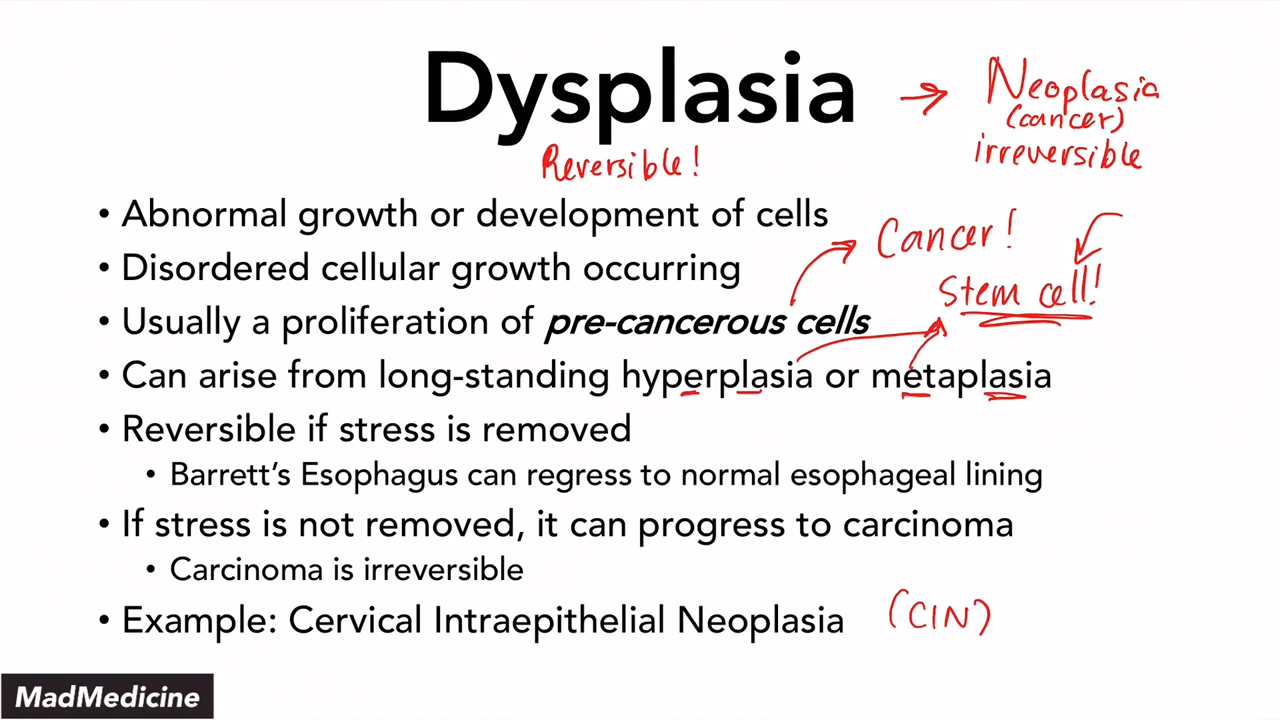 Dysplasia → Neoplasia
(cancer)
irreversible
Reversible!
• Abnormal growth or development of cells
Cancer!
• Disordered cellular growth occurring
Stem cell!
• Usually a proliferation of pre-cancerous cells
• Can arise from long-standing hyperplasia or metaplasia
• Reversible if stress is removed
• Barrett's Esophagus can regress to normal esophageal lining
• If stress is not removed, it can progress to carcinoma
• Carcinoma is irreversible
• Example: Cervical Intraepithelial Neoplasia (CIN)
MadMedicine